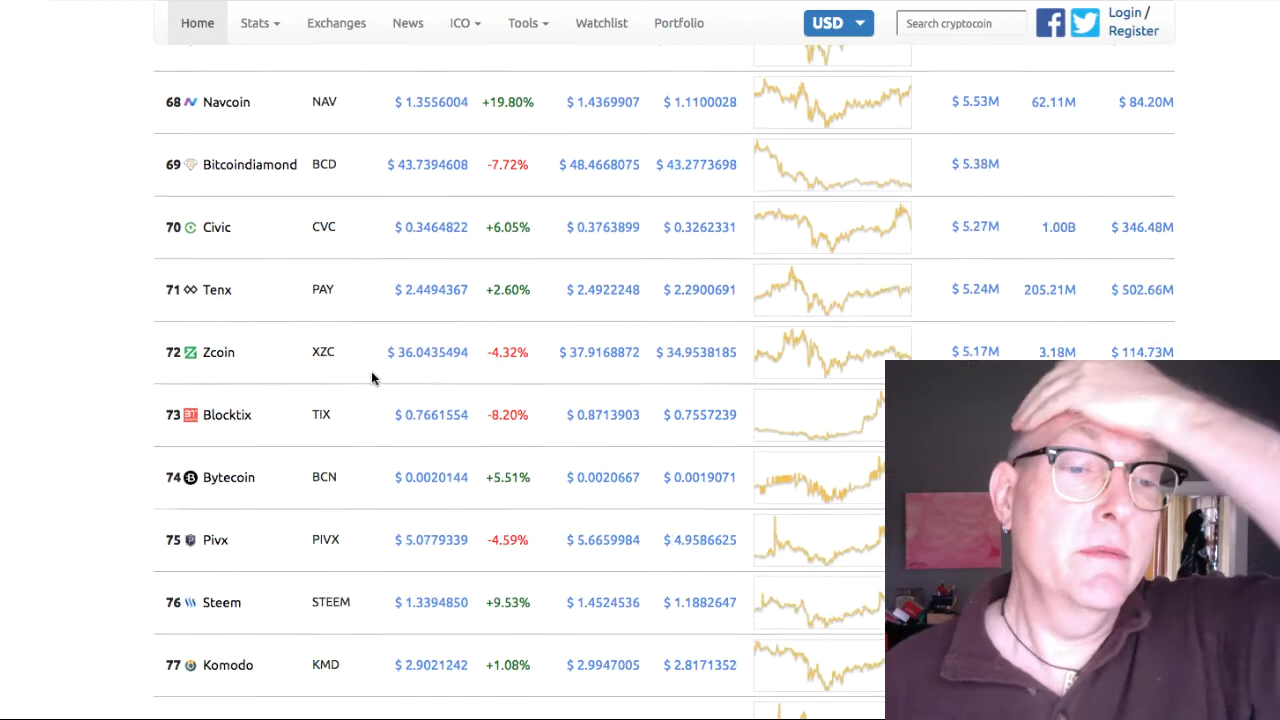 Home Stats Exchanges News ICO Tools Watchlist Portfolio USD Search cryptocoin Login /
Register
68 Navcoin NAV $ 1.3556004 +19.80% $ 1.4369907 $ 1.1100028 $ 5.53M 62.11M $ 84.20M
69 Bitcoindiamond BCD $ 43.7394608 -7.72% $ 48.4668075 $ 43.2773698 $ 5.38M
70 Civic CVC $ 0.3464822 +6.05% $ 0.3763899 $ 0.3262331 $ 5.27M 1.00B $ 346.48M
71 Tenx PAY $ 2.4494367 +2.60% $ 2.4922248 $ 2.2900691 $ 5.24M 205.21M $ 502.66M
72 Zcoin XZC $ 36.0435494 -4.32% $ 37.9168872 $ 34.9538185 $ 5.17M 3.18M $ 114.73M
73 Blocktix TIX $ 0.7661554 -8.20% $ 0.8713903 $ 0.7557239
74 Bytecoin BCN $ 0.0020144 +5.51% $ 0.0020667 $ 0.0019071
75 Pivx PIVX $ 5.0779339 -4.59% $ 5.6659984 $ 4.9586625
76 Steem STEEM $ 1.3394850 +9.53% $ 1.4524536 $ 1.1882647
77 Komodo KMD $ 2.9021242 +1.08% $ 2.9947005 $ 2.8171352